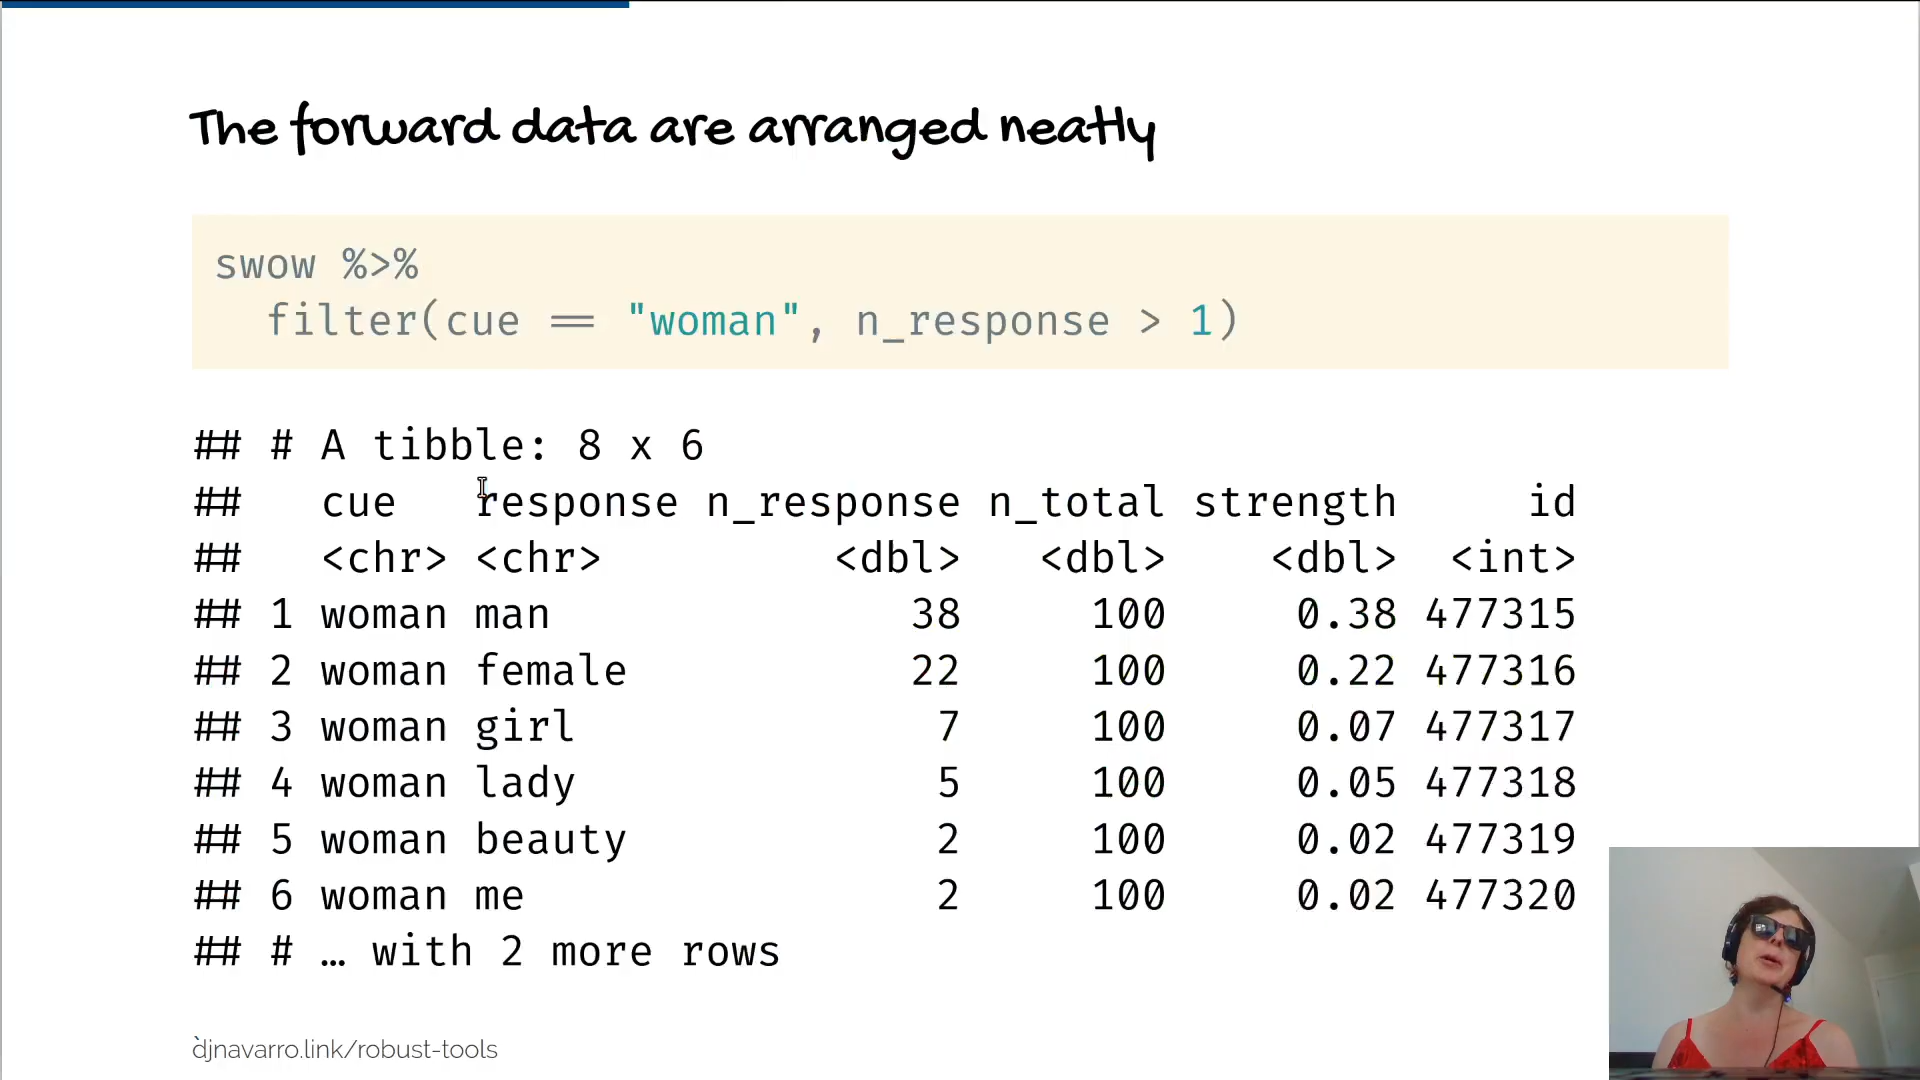 The forward data are arranged neatly
swow %>%
filter(cue == "woman", n_response > 1)
## # A tibble: 8 x 6
## cue response n_response n_total strength id
## <chr> <chr> <dbl> <dbl> <dbl> <int>
## 1 woman man 38 100 0.38 477315
## 2 woman female 22 100 0.22 477316
## 3 woman girl 7 100 0.07 477317
## 4 woman lady 5 100 0.05 477318
## 5 woman beauty 2 100 0.02 477319
## 6 woman me 2 100 0.02 477320
## # … with 2 more rows
djnavarro.link/robust-tools